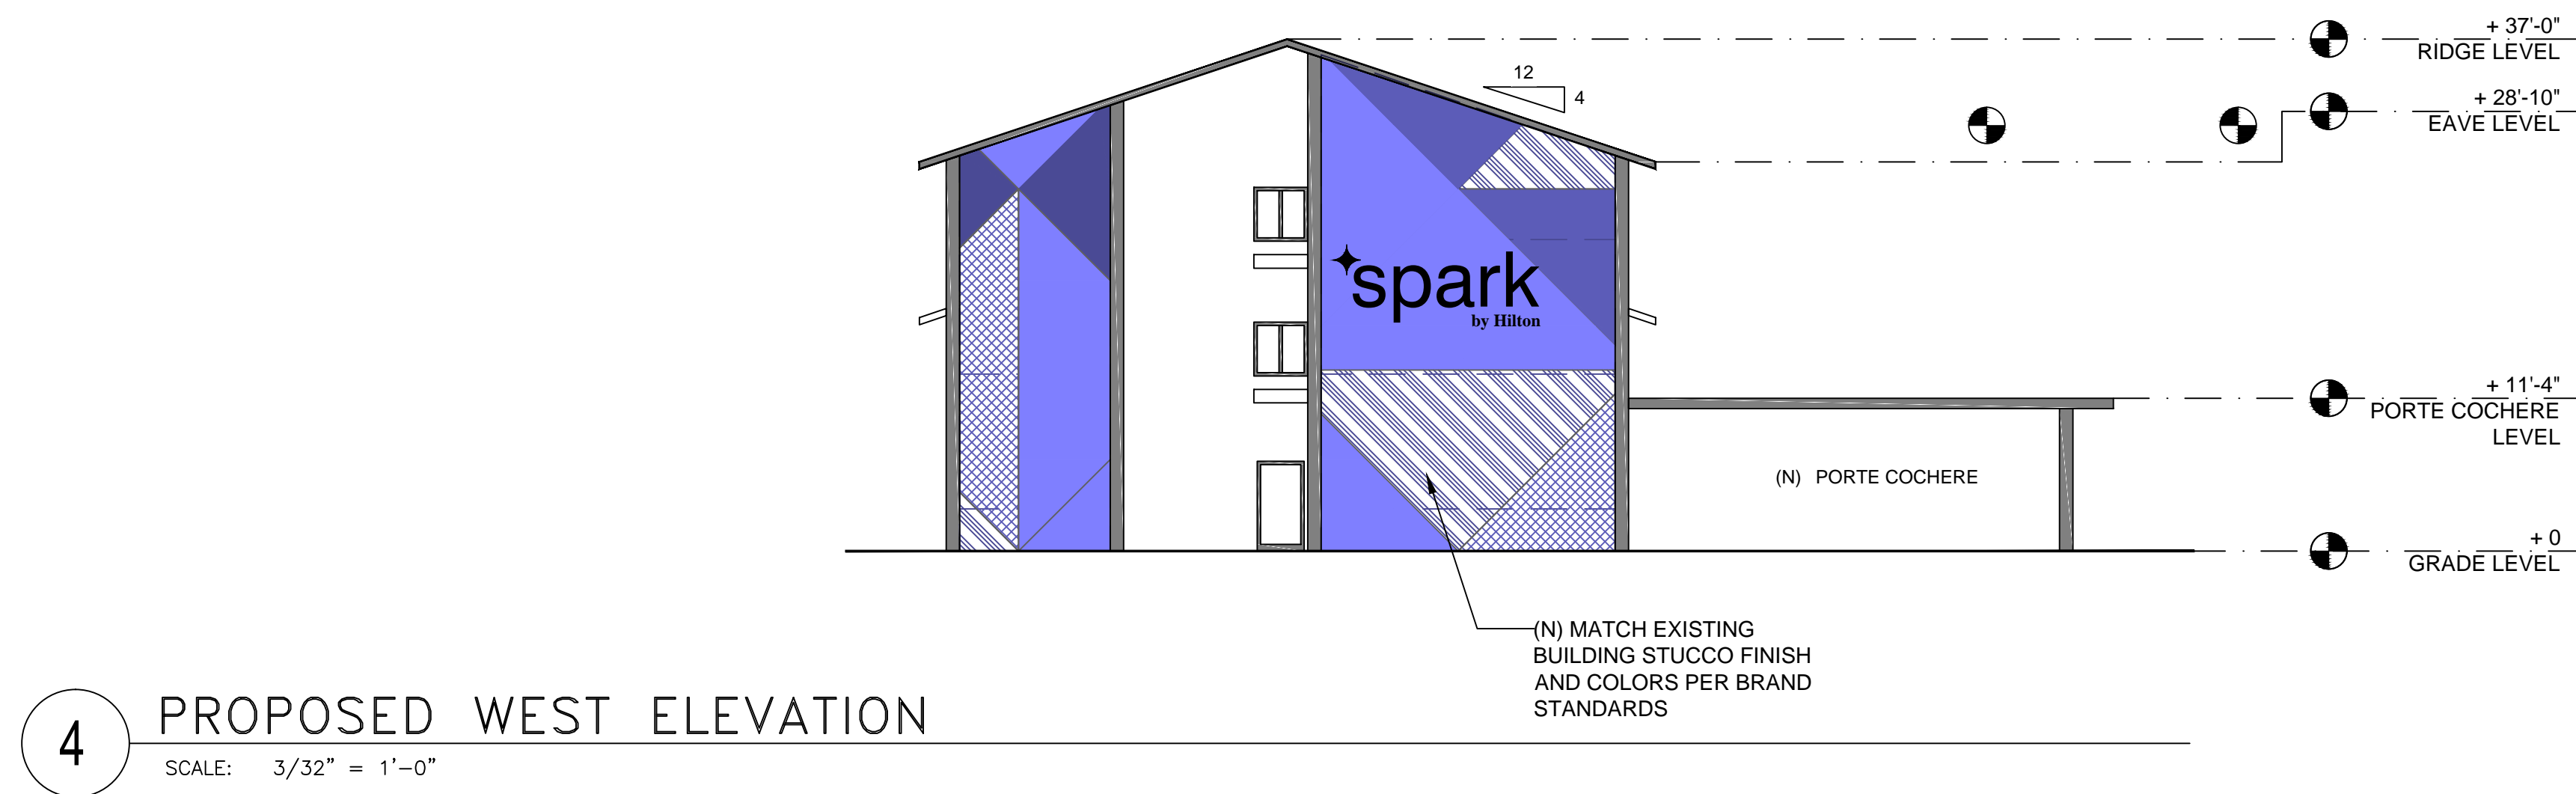 + 37'-0"
RIDGE LEVEL
12
4
+ 28'-10"
EAVE LEVEL
spark
by Hilton
+ 11'-4"
PORTE COCHERE
LEVEL
(N) PORTE COCHERE
+ 0
GRADE LEVEL
(N) MATCH EXISTING
BUILDING STUCCO FINISH
AND COLORS PER BRAND
STANDARDS
4
PROPOSED WEST ELEVATION
SCALE: 3/32" = 1'-0"